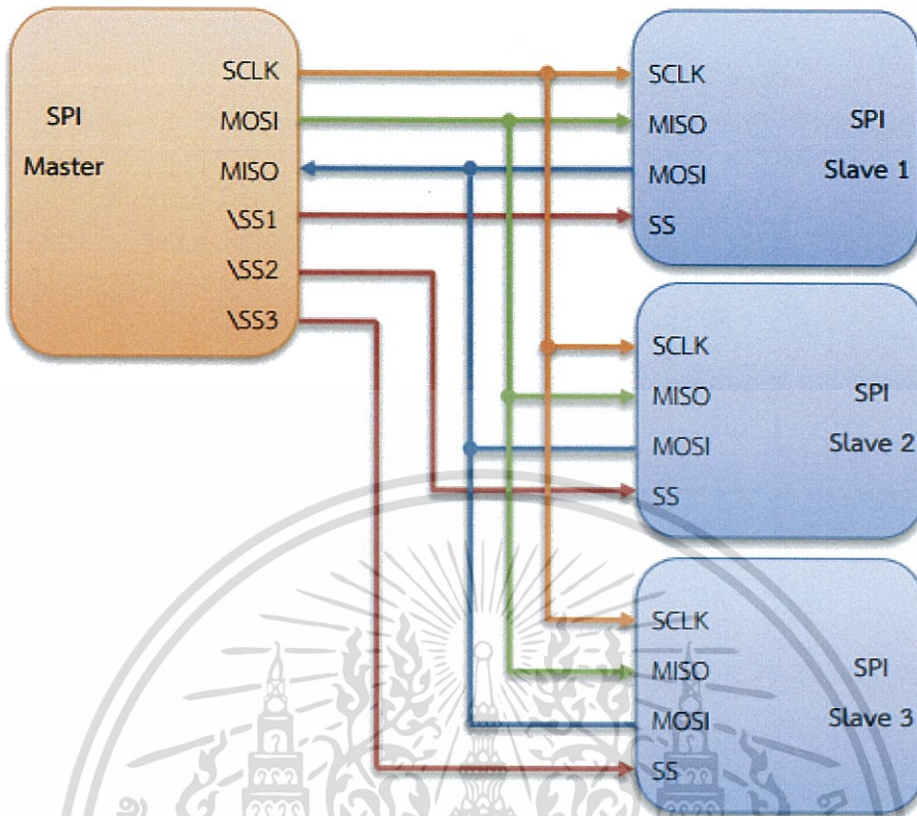 SPI
Master
SCLK
MOSI
MISO
\SS1
\SS2
\SS3
SCLK
MISO
MOSI
SS
SPI
Slave 1
SCLK
MISO
MOSI
SS
SPI
Slave 2
SCLK
MISO
MOSI
SS
SPI
Slave 3